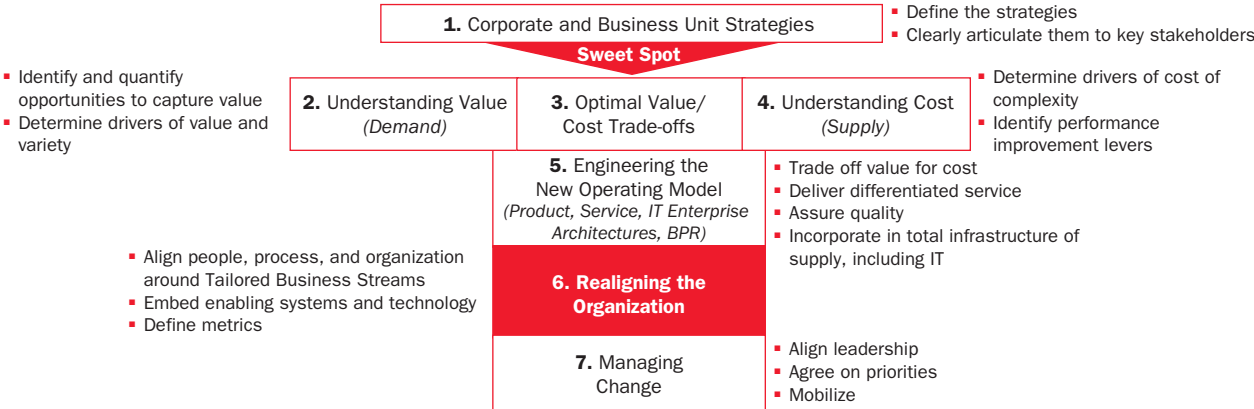 1. Corporate and Business Unit Strategies
▪ Define the strategies
▪ Clearly articulate them to key stakeholders
Sweet Spot
▪ Identify and quantify
opportunities to capture value
▪ Determine drivers of value and
variety
2. Understanding Value
(Demand)
3. Optimal Value/
Cost Trade-offs
4. Understanding Cost
(Supply)
▪ Determine drivers of cost of
complexity
▪ Identify performance
improvement levers
5. Engineering the
New Operating Model
(Product, Service, IT Enterprise
Architectures, BPR)
▪ Trade off value for cost
▪ Deliver differentiated service
▪ Assure quality
▪ Incorporate in total infrastructure of
supply, including IT
▪ Align people, process, and organization
around Tailored Business Streams
▪ Embed enabling systems and technology
▪ Define metrics
6. Realigning the
Organization
7. Managing
Change
▪ Align leadership
▪ Agree on priorities
▪ Mobilize